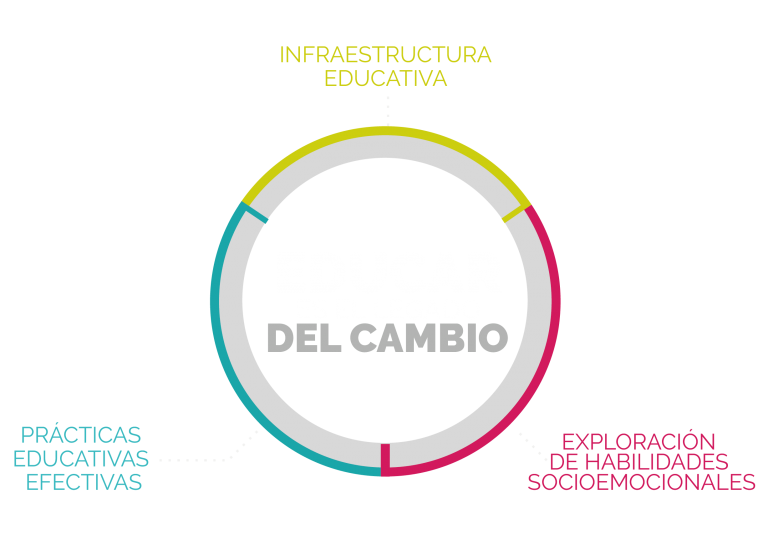 INFRAESTRUCTURA
EDUCATIVA
DEL CAMBIO
PRÁCTICAS
EDUCATIVAS
EFECTIVAS
EXPLORACIÓN
DE HABILIDADES
SOCIOEMOCIONALES